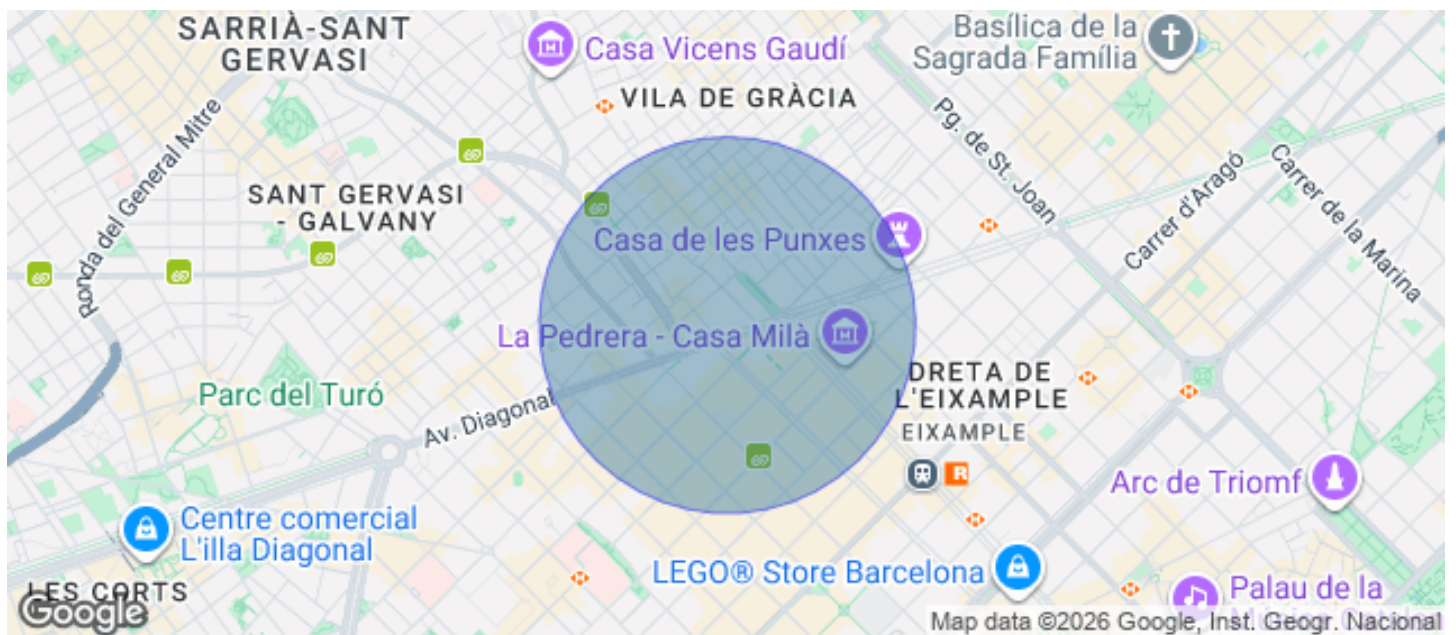 SARRIÀ-SANT
GERVASI
Casa Vicens Gaudí
Basílica de la
Sagrada Família
VILA DE GRÀCIA
Ronda del General Mitre
Pg. de St. Joan
Carrer d'Aragó
Carrer de la Marina
SANT GERVASI
- GALVANY
Casa de les Punxes
La Pedrera - Casa Milà
Parc del Turó
Av. Diagonal
DRETA DE
L'EIXAMPLE
EIXAMPLE
R
Arc de Triomf
Centre comercial
L'illa Diagonal
LEGO® Store Barcelona
LES CORTS
Palau de la
Google
Map data ©2026 Google, Inst. Geogr. Nacional